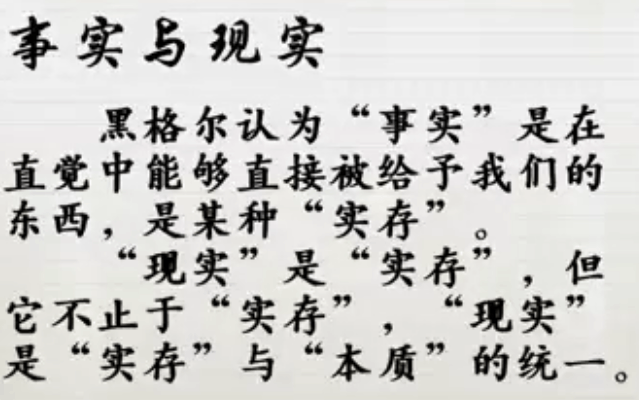 事实与现实
黑格尔认为“事实”是在
直觉中能够直接被给予我们的
东西，是某种“实存”。
“现实”是“实存”，但
它不止于“实存”，“现实”
是“实存”与“本质”的统一。